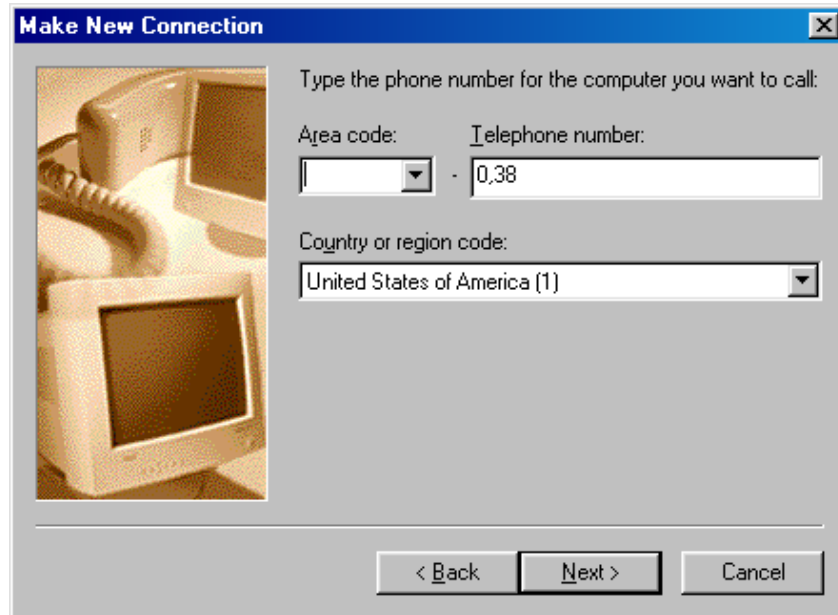 Make New Connection
Type the phone number for the computer you want to call:
Area code: Telephone number:
- 0,38
Country or region code:
United States of America (1)
< Back Next > Cancel